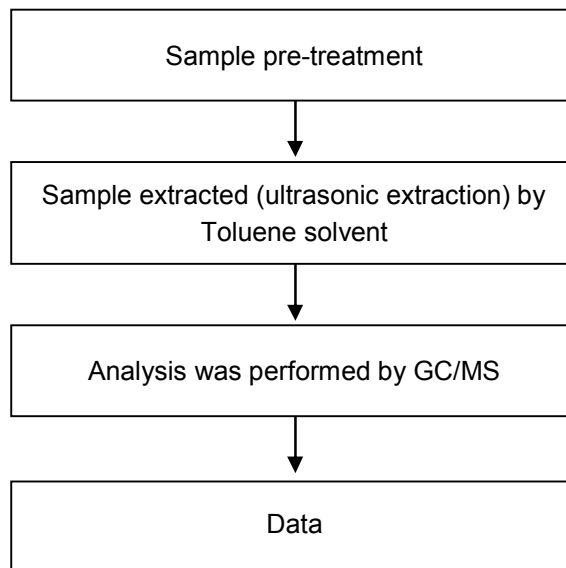 Sample pre-treatment
Sample extracted (ultrasonic extraction) by
Toluene solvent
Analysis was performed by GC/MS
Data